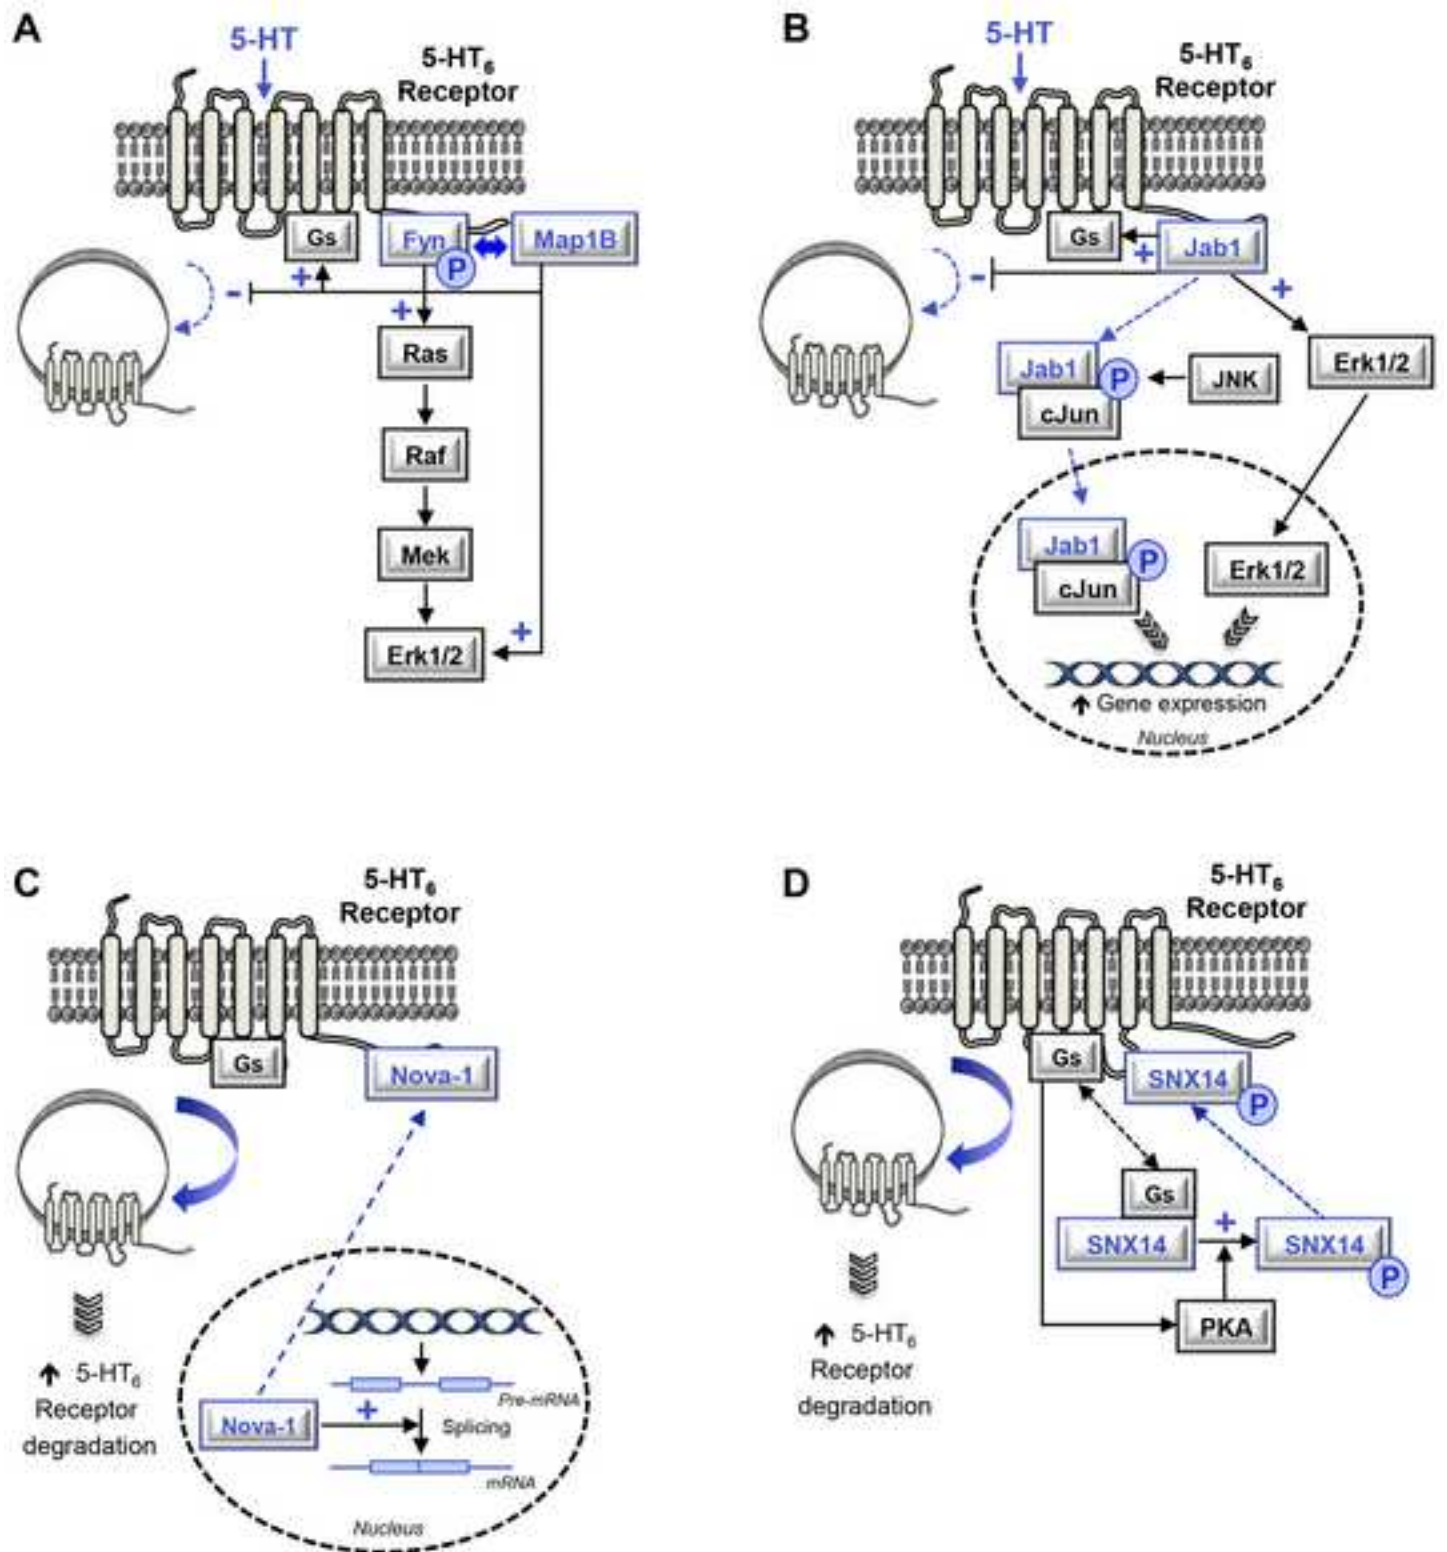 A
5-HT
5-HT₆
Receptor
Gs
Fyn
P
Map1B
+
-
+
Ras
Raf
Mek
+
Erk1/2
B
5-HT
5-HT₆
Receptor
Gs
+
Jab1
-
+
Jab1
P
JNK
Erk1/2
cJun
Jab1
P
cJun
Erk1/2
Gene expression
Nucleus
C
5-HT₆
Receptor
Gs
Nova-1
5-HT₆
Receptor
degradation
Pre-mRNA
Nova-1
+
Splicing
mRNA
Nucleus
D
5-HT₆
Receptor
Gs
SNX14
P
Gs
SNX14
+
SNX14
P
PKA
5-HT₆
Receptor
degradation